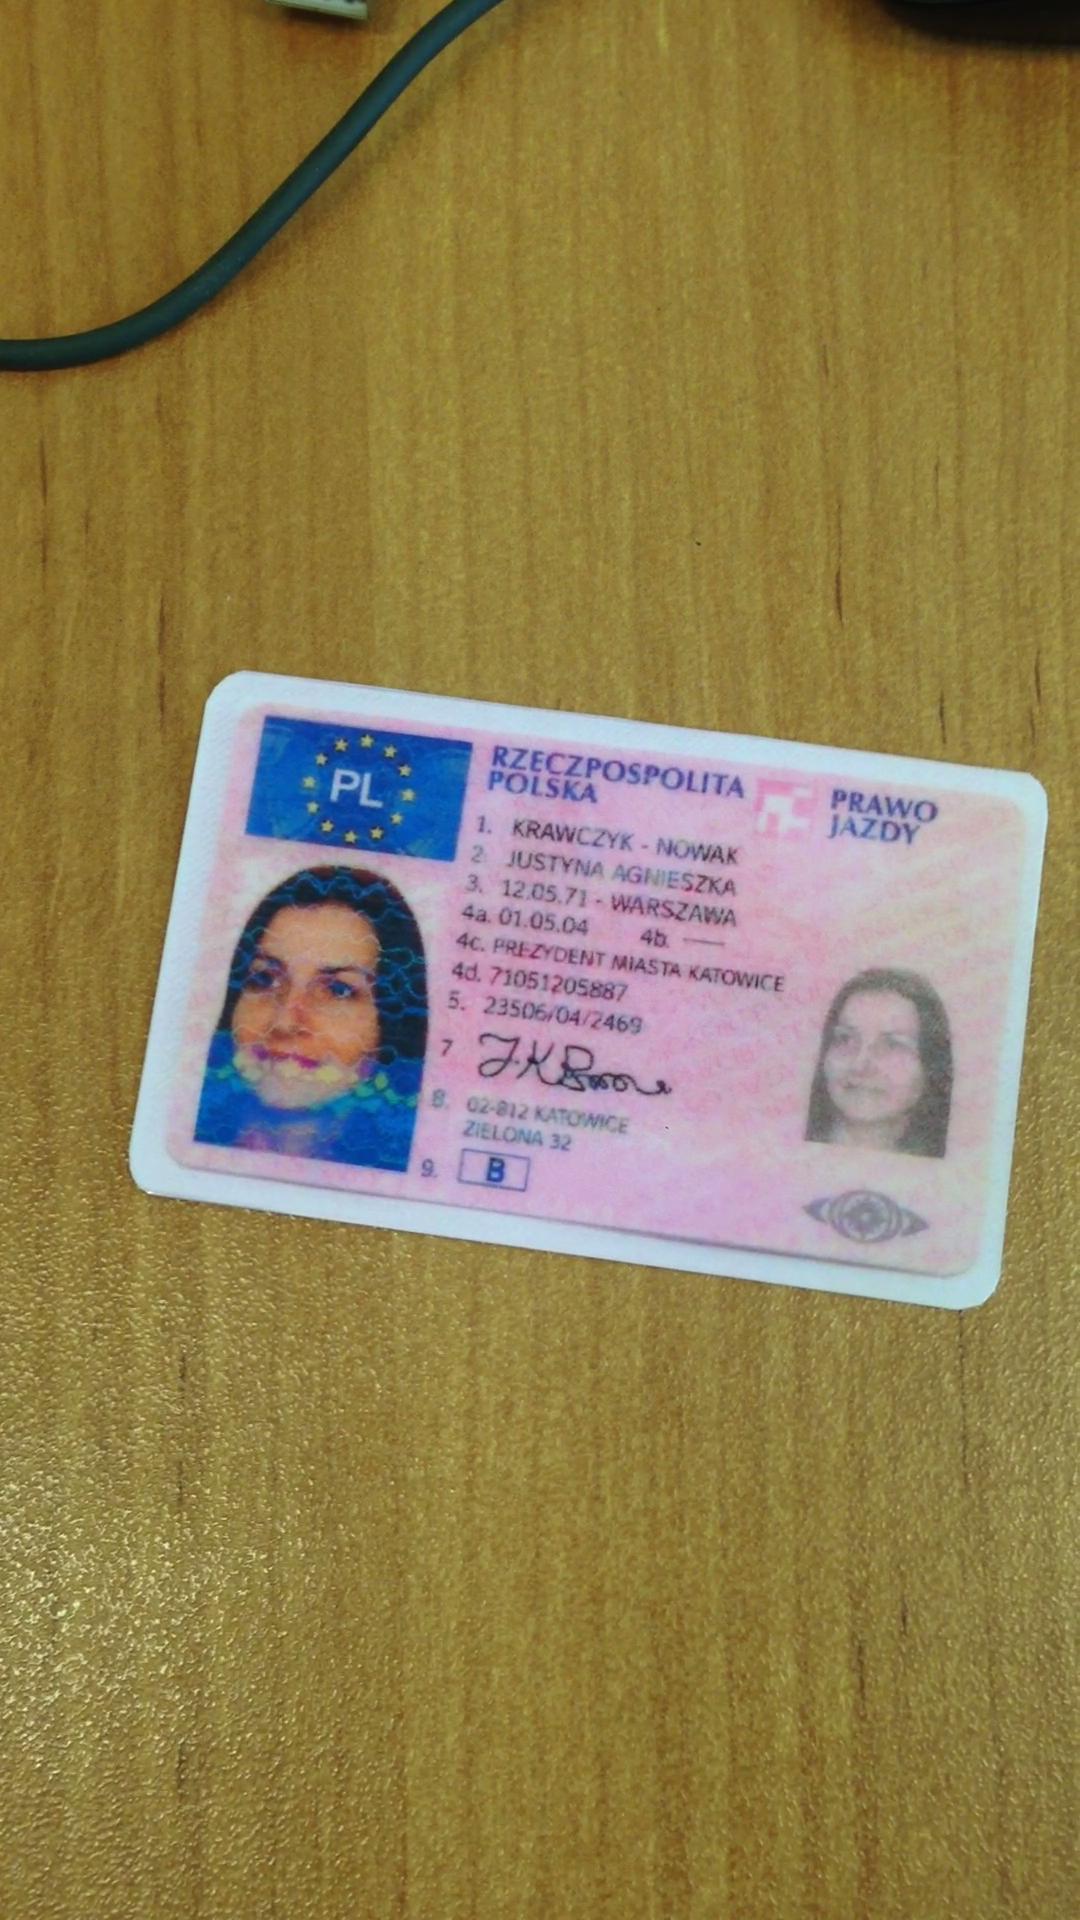 PL
RZECZPOSPOLITA
POLSKA
PRAWO
JAZDY
1. KRAWCZYK - NOWAK
2. JUSTYNA AGNIESZKA
3. 12.05.71 - WARSZAWA
4a. 01.05.04 4b. —
4c. PREZYDENT MIASTA KATOWICE
4d. 71051205887
5. 23506/04/2469
7
8. 02-812 KATOWICE
ZIELONA 32
9. B